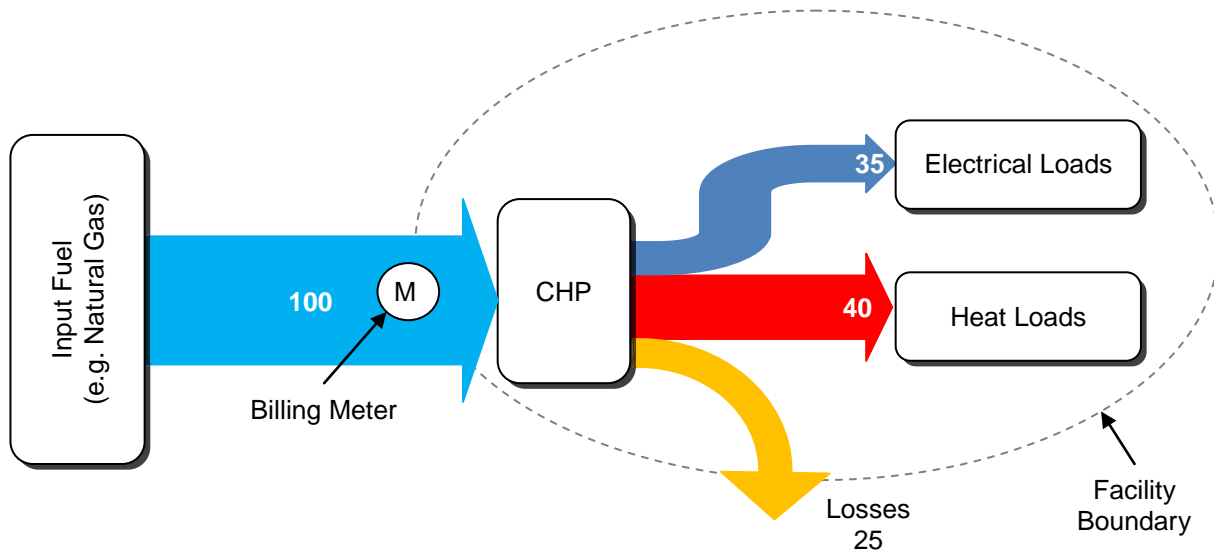 Input Fuel
(e.g. Natural Gas)
100
M
Billing Meter
CHP
35
Electrical Loads
40
Heat Loads
Losses
25
Facility
Boundary